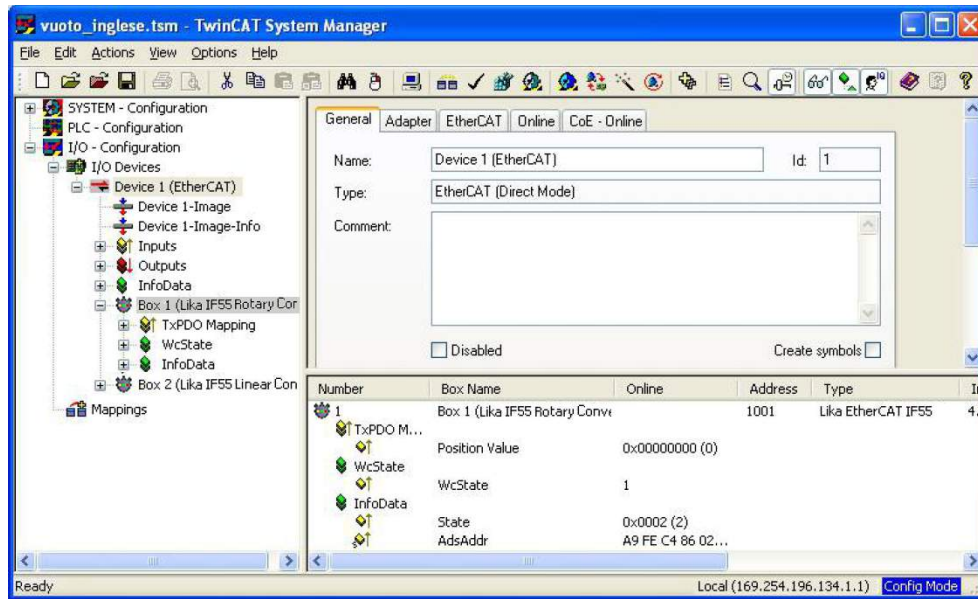 vuoto_inglese.tsm - TwinCAT System Manager
File Edit Actions View Options Help
SYSTEM - Configuration
PLC - Configuration
I/O - Configuration
I/O Devices
Device 1 (EtherCAT)
Device 1-Image
Device 1-Image-Info
Inputs
Outputs
InfoData
Box 1 (Lika IF55 Rotary Cor
TxPDO Mapping
WcState
InfoData
Box 2 (Lika IF55 Linear Con
Mappings
General Adapter EtherCAT Online CoE - Online
Name: Device 1 (EtherCAT) Id: 1
Type: EtherCAT (Direct Mode)
Comment:
Disabled Create symbols
Number Box Name Online Address Type
1 Box 1 (Lika IF55 Rotary Conve 1001 Lika EtherCAT IF55 4.
TxPDO M...
Position Value 0x00000000 (0)
WcState
WcState 1
InfoData
State 0x0002 (2)
AdsAddr A9 FE C4 86 02...
Ready Local (169.254.196.134.1.1) Config Mode